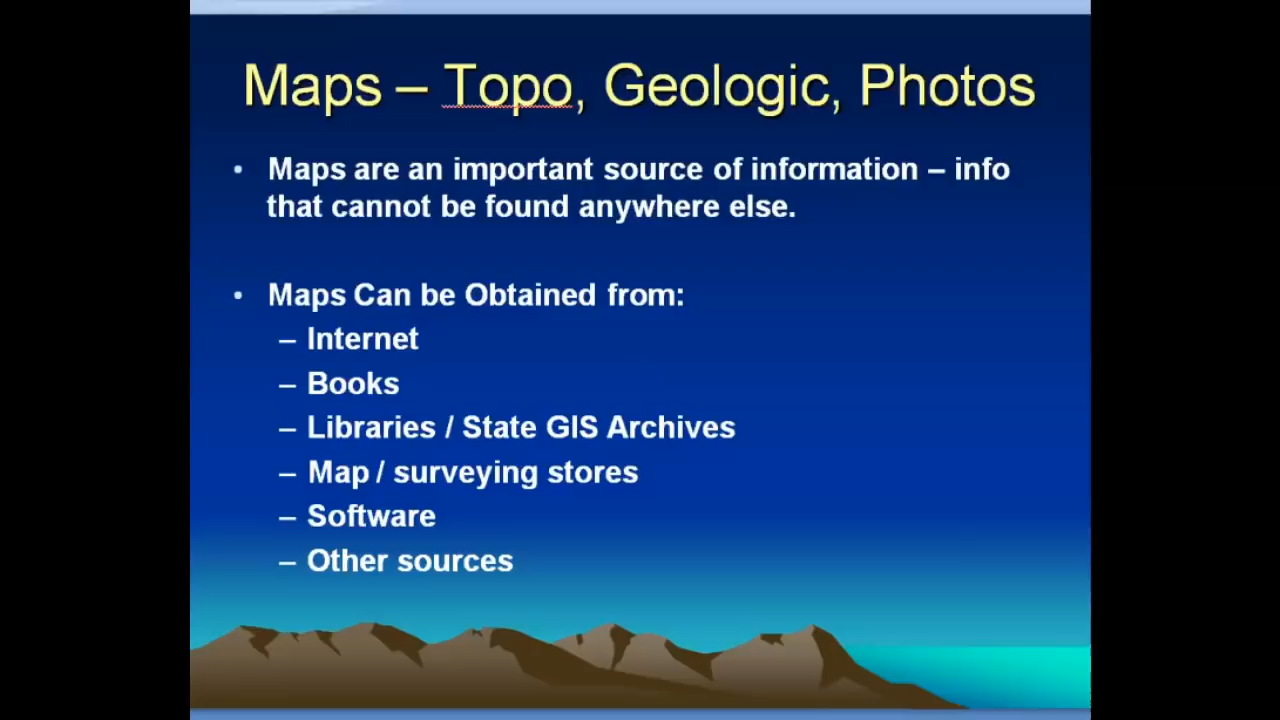 Maps – Topo, Geologic, Photos
• Maps are an important source of information – info
that cannot be found anywhere else.
• Maps Can be Obtained from:
– Internet
– Books
– Libraries / State GIS Archives
– Map / surveying stores
– Software
– Other sources